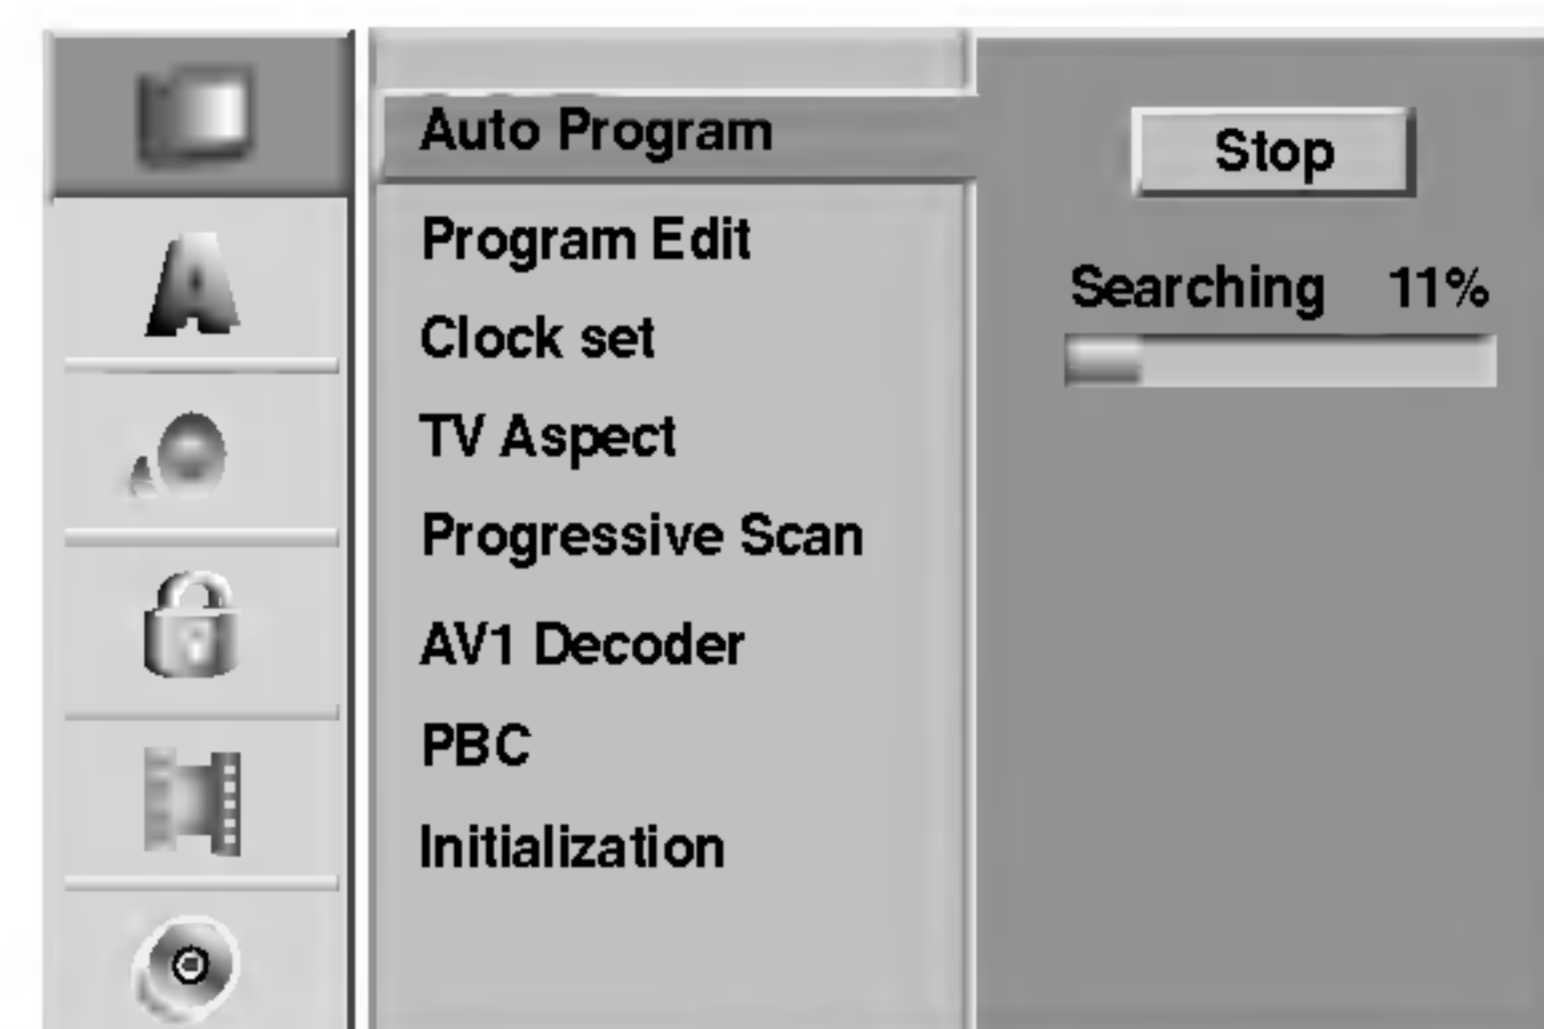 Auto Program
Program Edit
Clock set
TV Aspect
Progressive Scan
AV1 Decoder
PBC
Initialization
Stop
Searching 11%